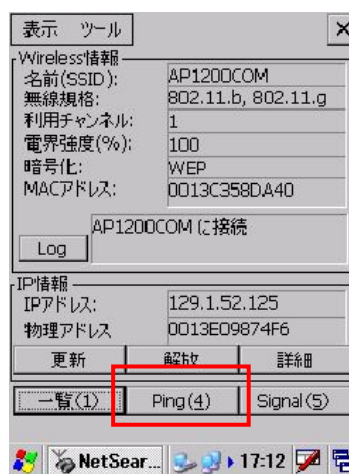 表示 ツール ×
Wireless情報
名前(SSID): AP1200COM
無線規格: 802.11.b, 802.11.g
利用チャンネル: 1
電界強度(%): 100
暗号化: WEP
MACアドレス: 0013C358DA40
AP1200COM に接続
Log
IP情報
IPアドレス: 129.1.52.125
物理アドレス 0013E09874F6
更新 解放 詳細
一覧(1) Ping(4) Signal(5)
NetSear... 17:12